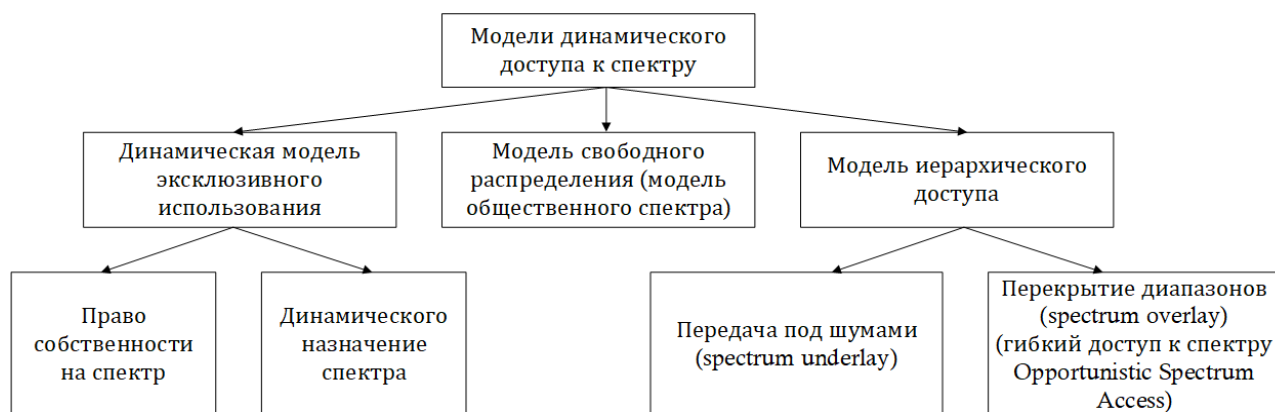 Модели динамического
доступа к спектру
Динамическая модель
эксклюзивного
использования
Модель свободного
распределения (модель
общественного спектра)
Модель иерархического
доступа
Право
собственности
на спектр
Динамического
назначение
спектра
Передача под шумами
(spectrum underlay)
Перекрытие диапазонов
(spectrum overlay)
(гибкий доступ к спектру
Opportunistic Spectrum
Access)